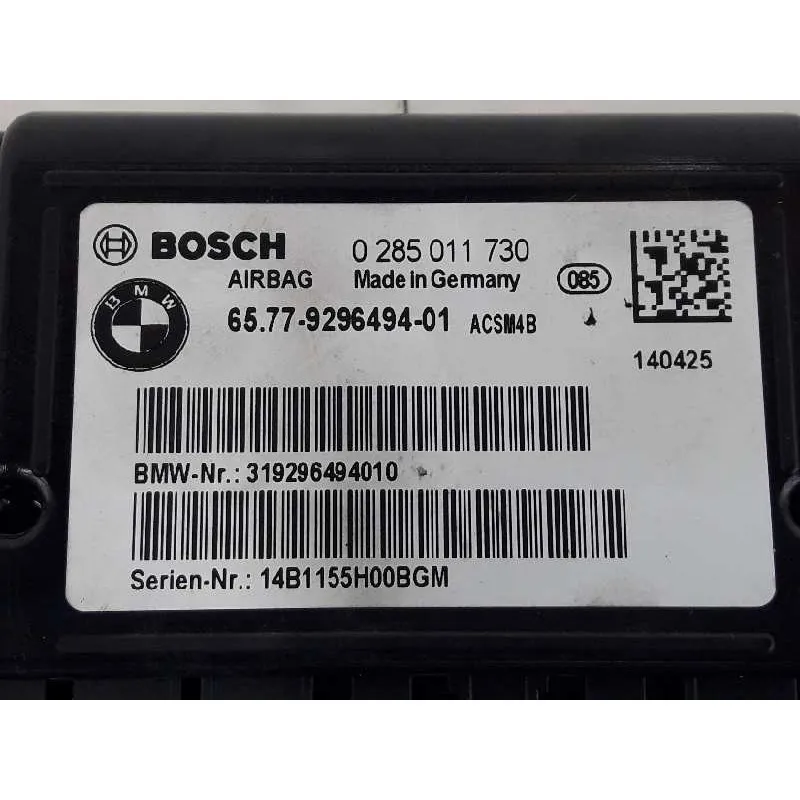 BOSCH 0 285 011 730
AIRBAG Made in Germany 085
BMW
65.77-9296494-01 ACSM4B
140425
BMW-Nr.: 319296494010
Serien-Nr.: 14B1155H00BGM